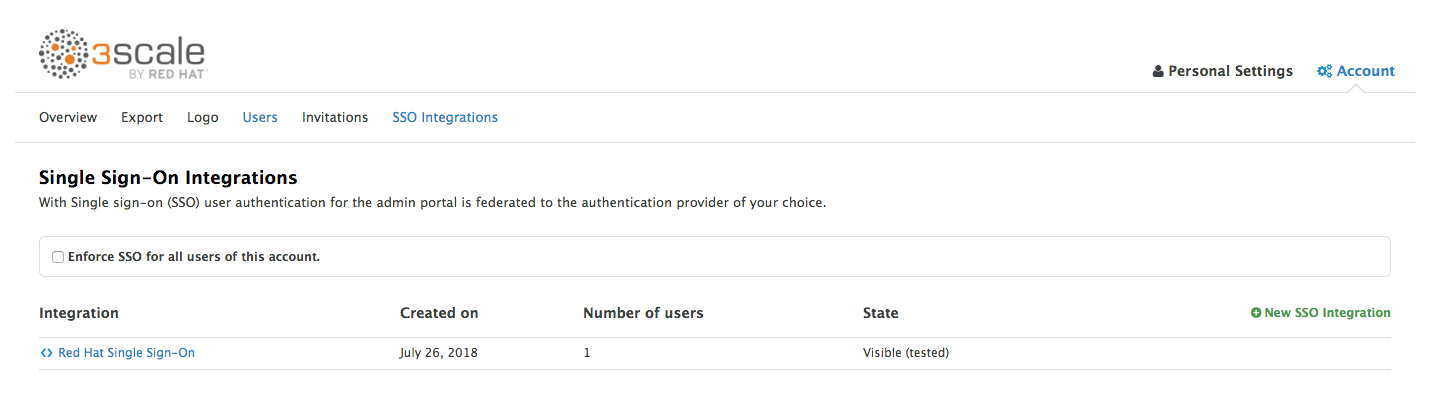 3scale
BY RED HAT
Personal Settings Account
Overview Export Logo Users Invitations SSO Integrations
Single Sign-On Integrations
With Single sign-on (SSO) user authentication for the admin portal is federated to the authentication provider of your choice.
Enforce SSO for all users of this account.
Integration Created on Number of users State New SSO Integration
Red Hat Single Sign-On July 26, 2018 1 Visible (tested)